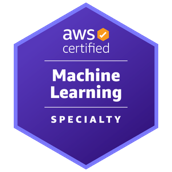 aws
certified
Machine
Learning
SPECIALTY